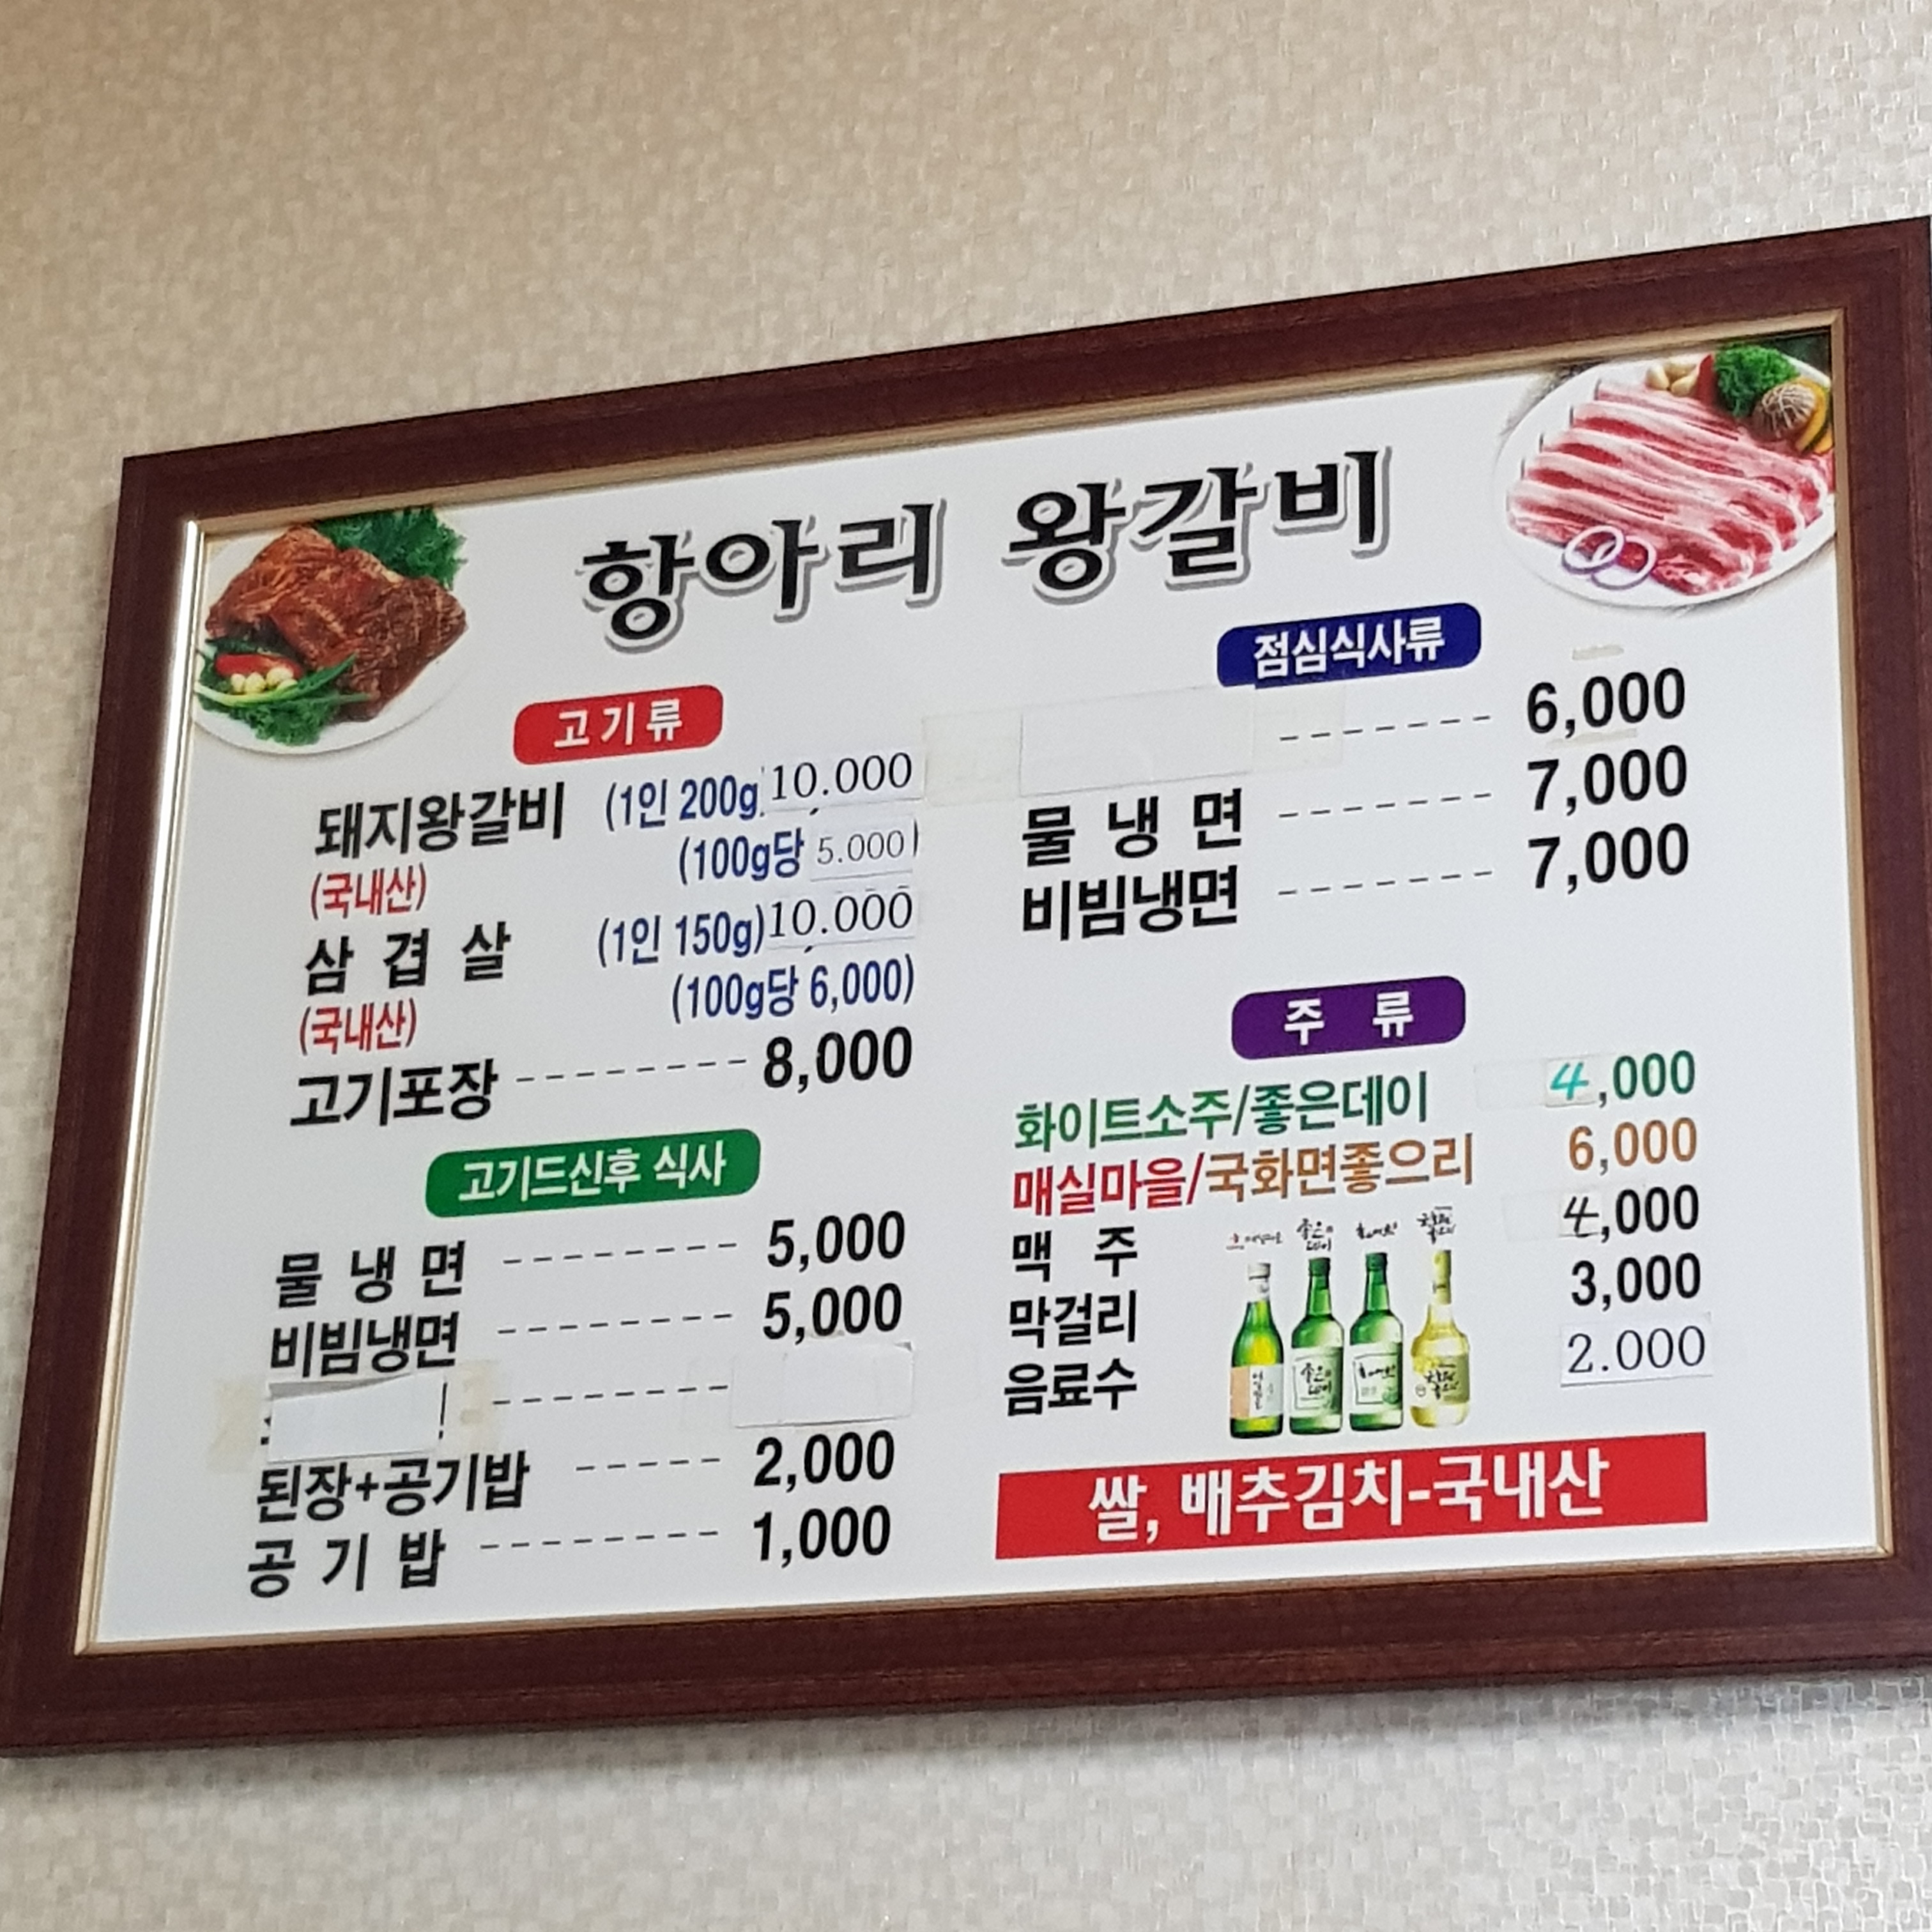 항아리 왕갈비
고기류
돼지왕갈비 (1인 200g 10.000
(100g당 5.000)
(국내산)
삼겹살 (1인 150g) 10.000
(100g당 6,000)
(국내산)
고기포장 -------- 8,000
고기드신후 식사
물냉면 -------- 5,000
비빔냉면 -------- 5,000
된장+공기밥 ----- 2,000
공기밥 -------- 1,000
점심식사류
------- 6,000
물냉면 ------- 7,000
비빔냉면 ------- 7,000
주류
화이트소주/좋은데이 4,000
매실마을/국화면좋으리 6,000
맥주 4,000
막걸리 3,000
음료수 2.000
쌀, 배추김치-국내산